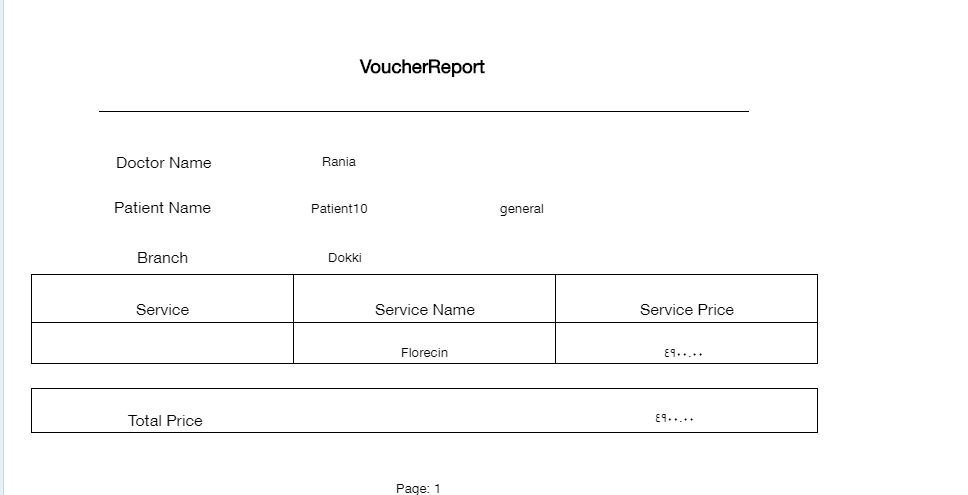 VoucherReport
Doctor Name Rania
Patient Name Patient10 general
Branch Dokki
Service Service Name Service Price
Florecin ٤٩٠٠.٠٠
Total Price ٤٩٠٠.٠٠
Page: 1